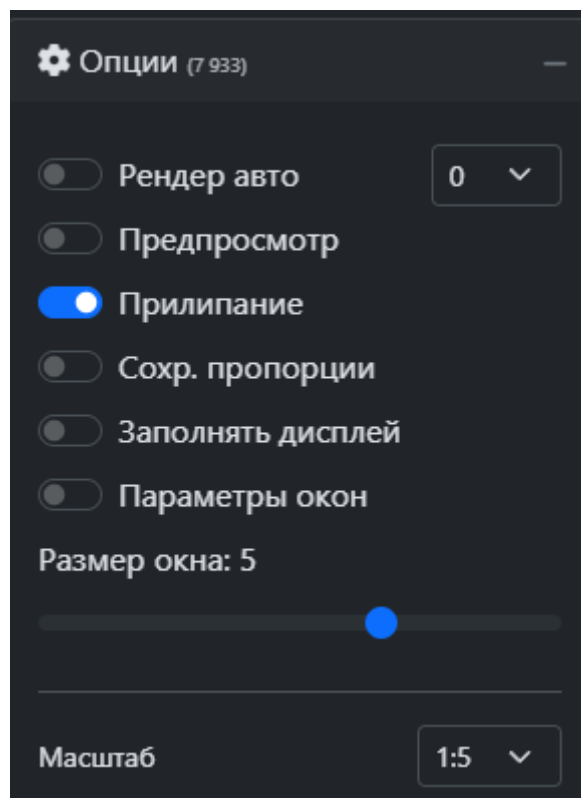 Опции (7 933)
Рендер авто 0
Предпросмотр
Прилипание
Сохр. пропорции
Заполнять дисплей
Параметры окон
Размер окна: 5
Масштаб 1:5